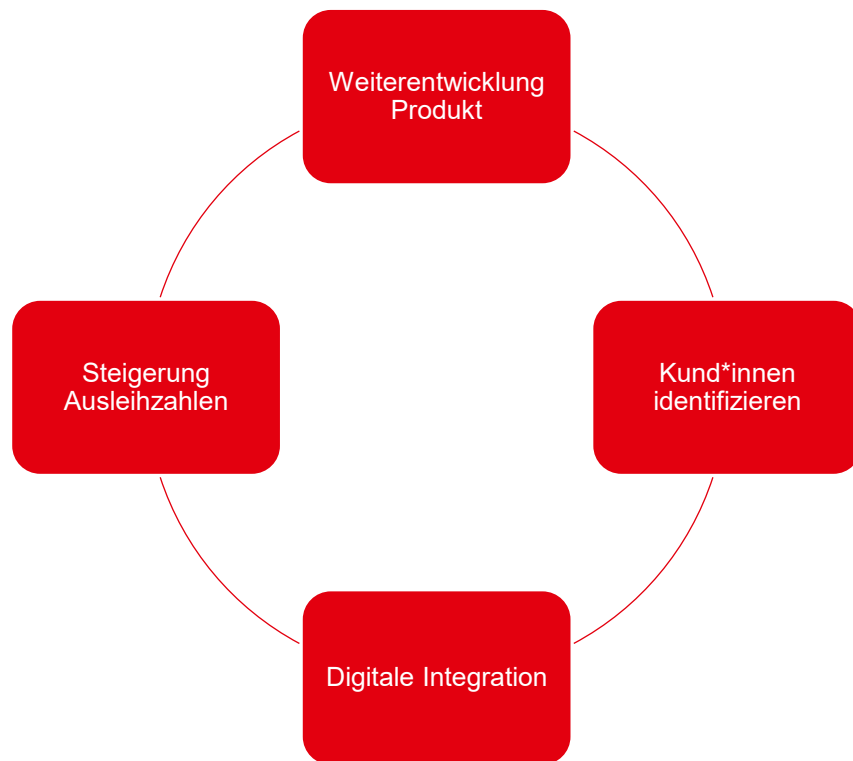 Weiterentwicklung
Produkt
Kund*innen
identifizieren
Digitale Integration
Steigerung
Ausleihzahlen